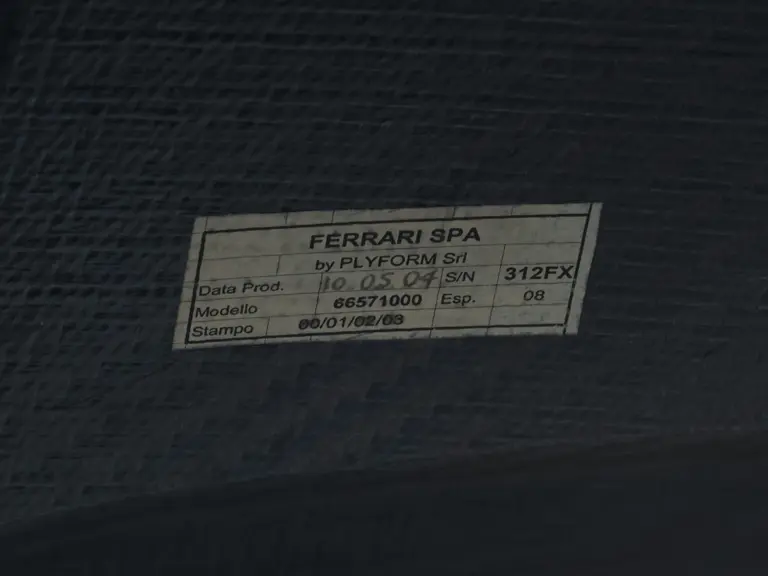 FERRARI SPA
by PLYFORM Srl
Data Prod. 10.05.04 S/N 312FX
Modello 66571000 Esp. 08
Stampo 00/01/02/03